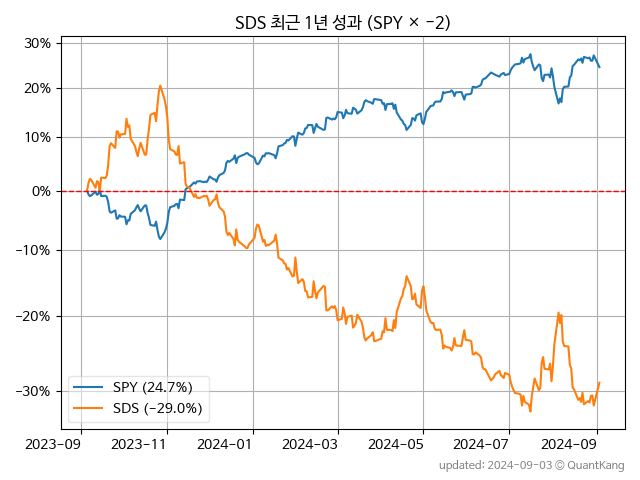 SDS 최근 1년 성과 (SPY × −2)
30%
20%
10%
0%
−10%
−20%
−30%
SPY (24.7%)
SDS (−29.0%)
2023-09 2023-11 2024-01 2024-03 2024-05 2024-07 2024-09
updated: 2024-09-03 © QuantKang